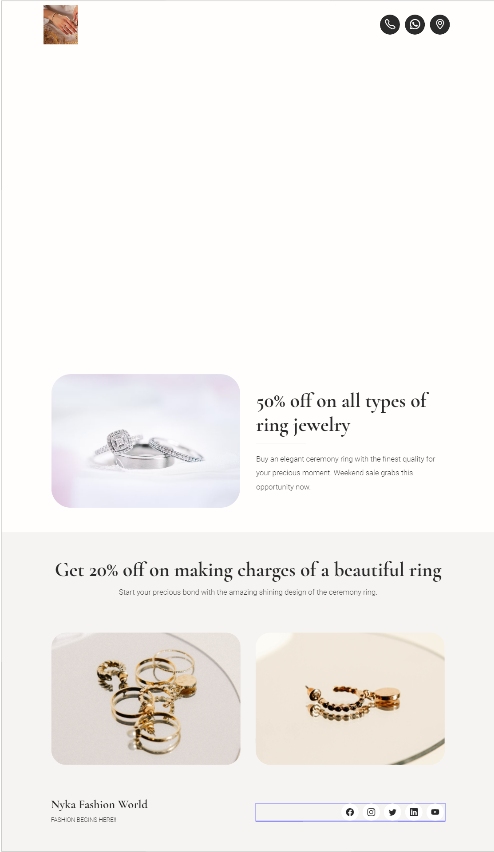 50% off on all types of
ring jewelry
Buy an elegant ceremony ring with the finest quality for
your precious moment. Weekend sale grabs this
opportunity now
Get 20% off on making charges of a beautiful ring
Start your precious bond with the amazing shining design of the ceremony ring.
Nyka Fashion World
FASHION BEGINS HERE!!